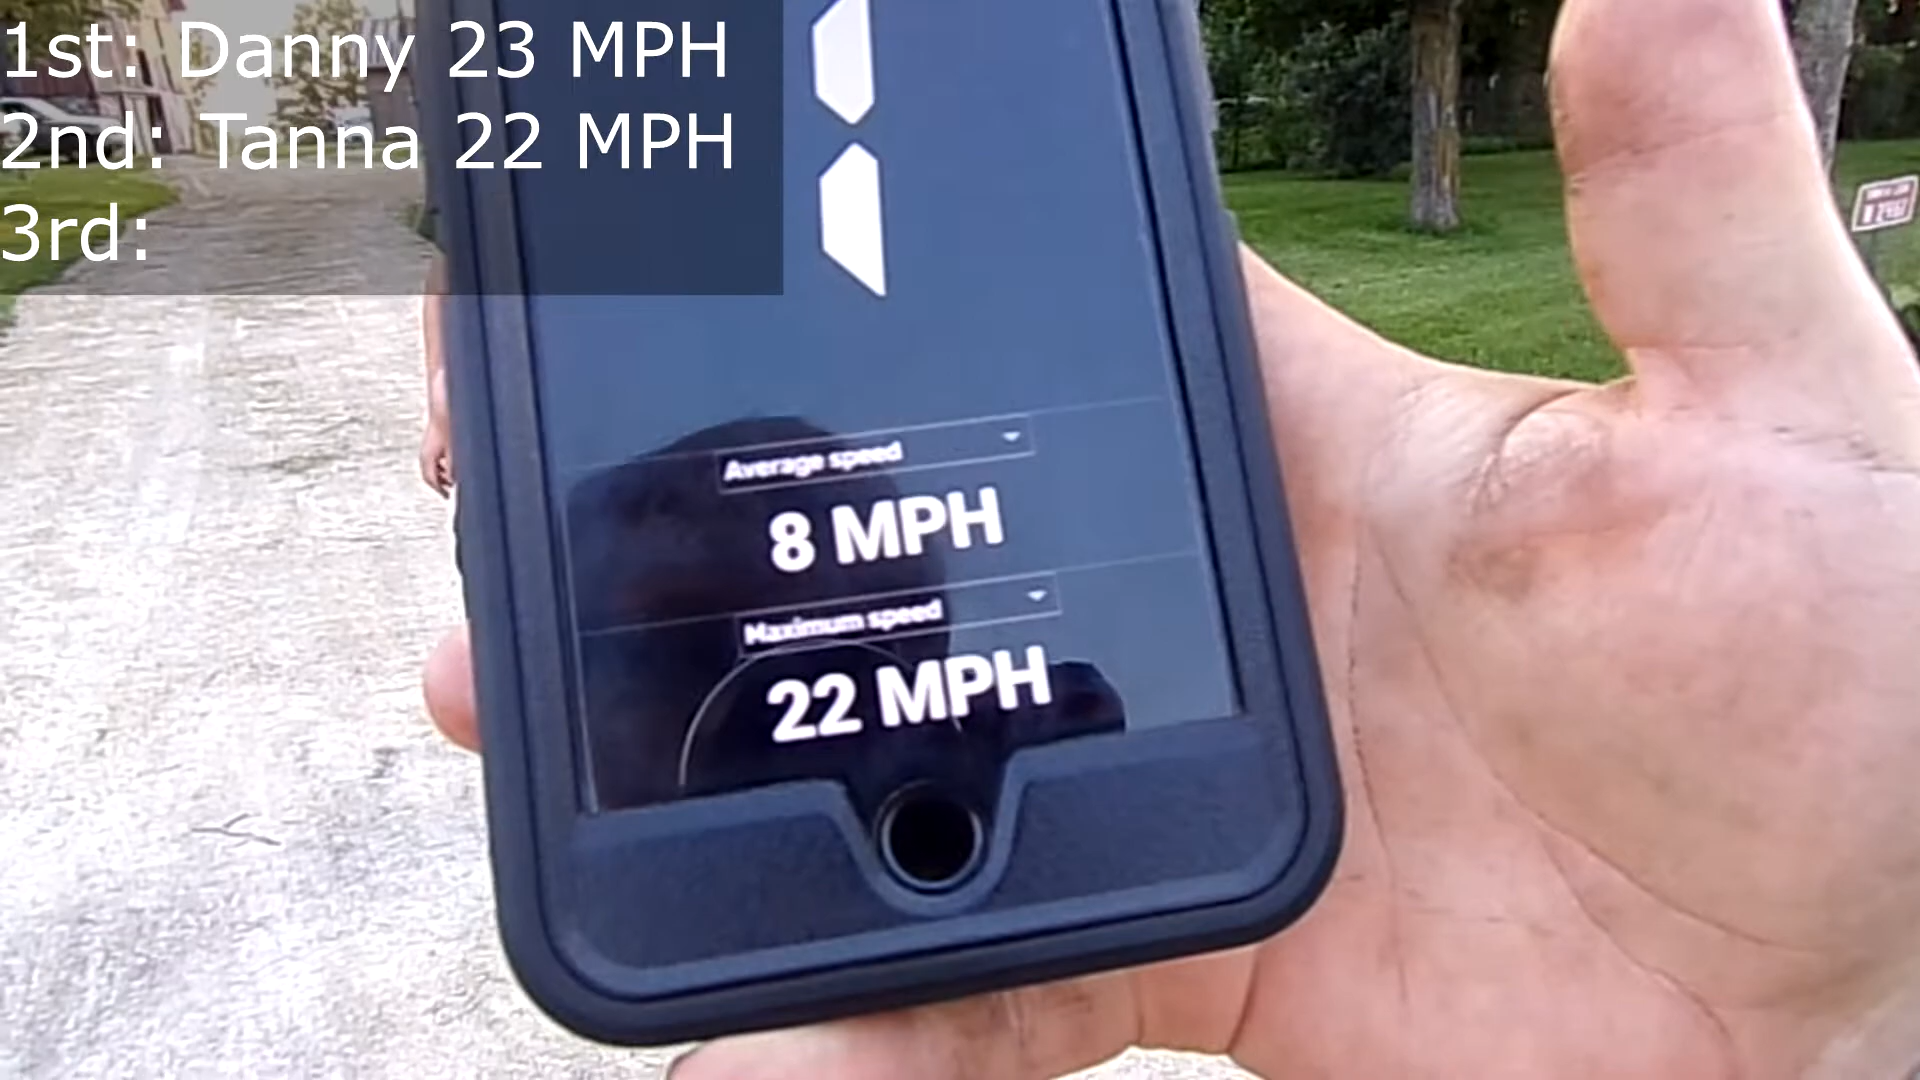 1st: Danny 23 MPH
2nd: Tanna 22 MPH
3rd:
Average speed
8 MPH
Maximum speed
22 MPH